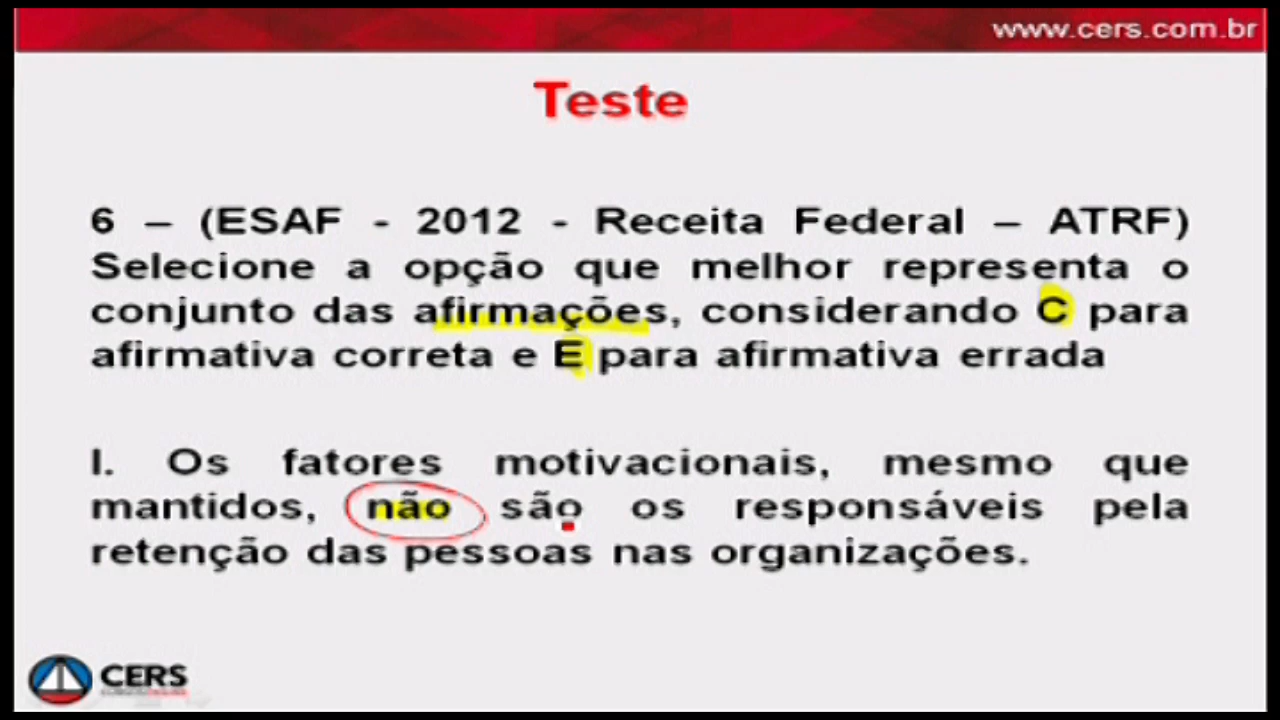 www.cers.com.br
Teste
6 – (ESAF - 2012 - Receita Federal – ATRF)
Selecione a opção que melhor representa o
conjunto das afirmações, considerando C para
afirmativa correta e E para afirmativa errada
I. Os fatores motivacionais, mesmo que
mantidos, não são os responsáveis pela
retenção das pessoas nas organizações.
CERS